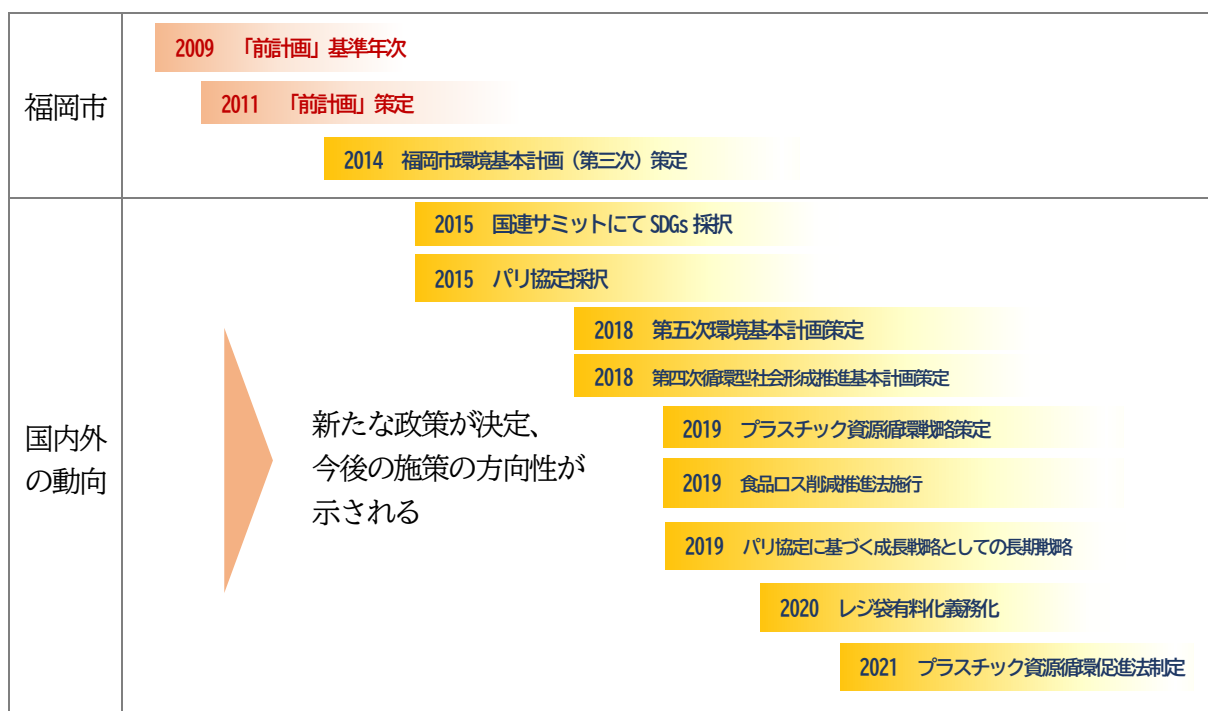 福岡市
2009 「前計画」基準年次
2011 「前計画」策定
2014 福岡市環境基本計画（第三次）策定
国内外
の動向
新たな政策が決定、
今後の施策の方向性が
示される
2015 国連サミットにて SDGs 採択
2015 パリ協定採択
2018 第五次環境基本計画策定
2018 第四次循環型社会形成推進基本計画策定
2019 プラスチック資源循環戦略策定
2019 食品ロス削減推進法施行
2019 パリ協定に基づく成長戦略としての長期戦略
2020 レジ袋有料化義務化
2021 プラスチック資源循環促進法制定